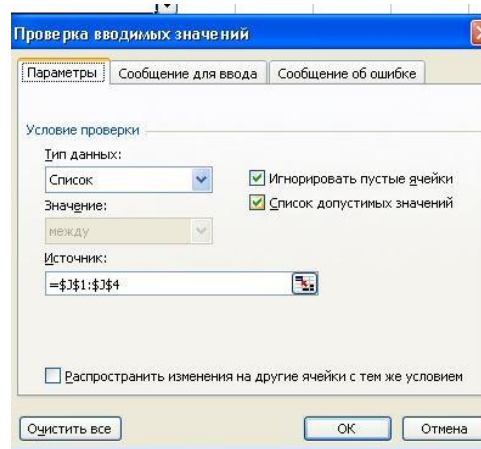 Проверка вводимых значений
Параметры Сообщение для ввода Сообщение об ошибке
Условие проверки
Тип данных:
Список
Игнорировать пустые ячейки
Значение:
Список допустимых значений
между
Источник:
=$J$1:$J$4
Распространить изменения на другие ячейки с тем же условием
Очистить все
ОК
Отмена